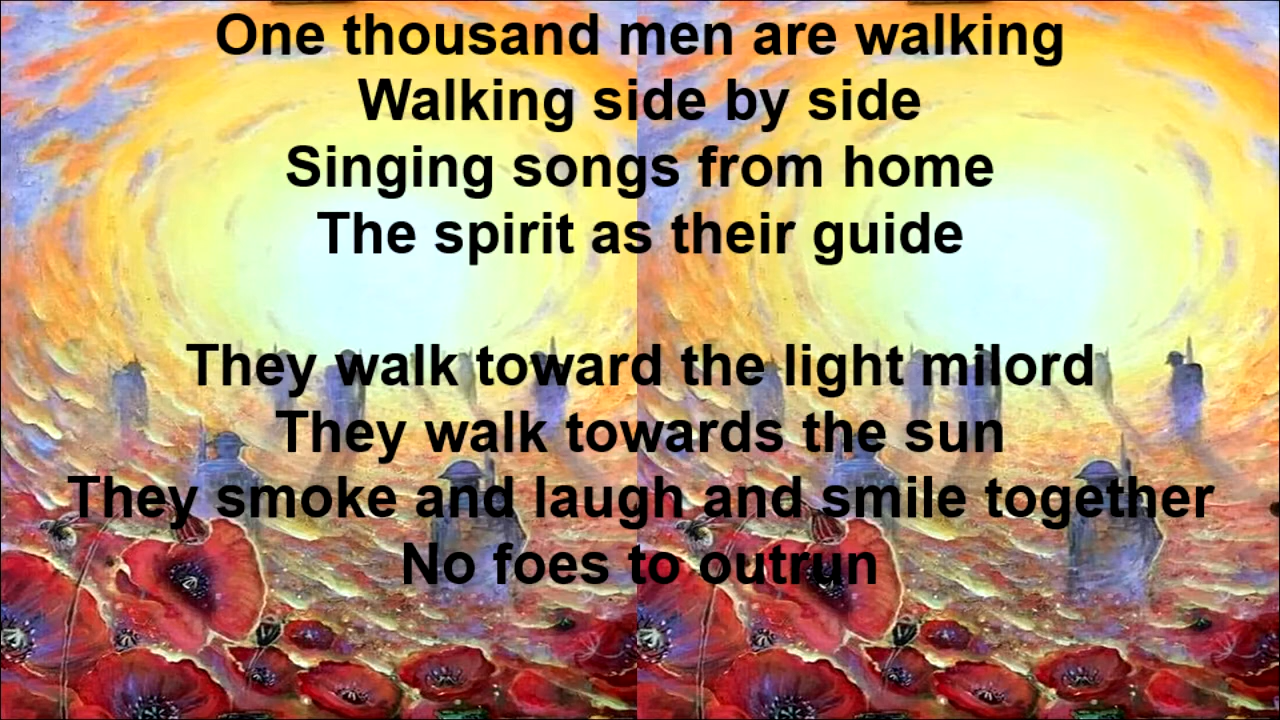 One thousand men are walking
Walking side by side
Singing songs from home
The spirit as their guide
They walk toward the light milord
They walk towards the sun
They smoke and laugh and smile together
No foes to outrun